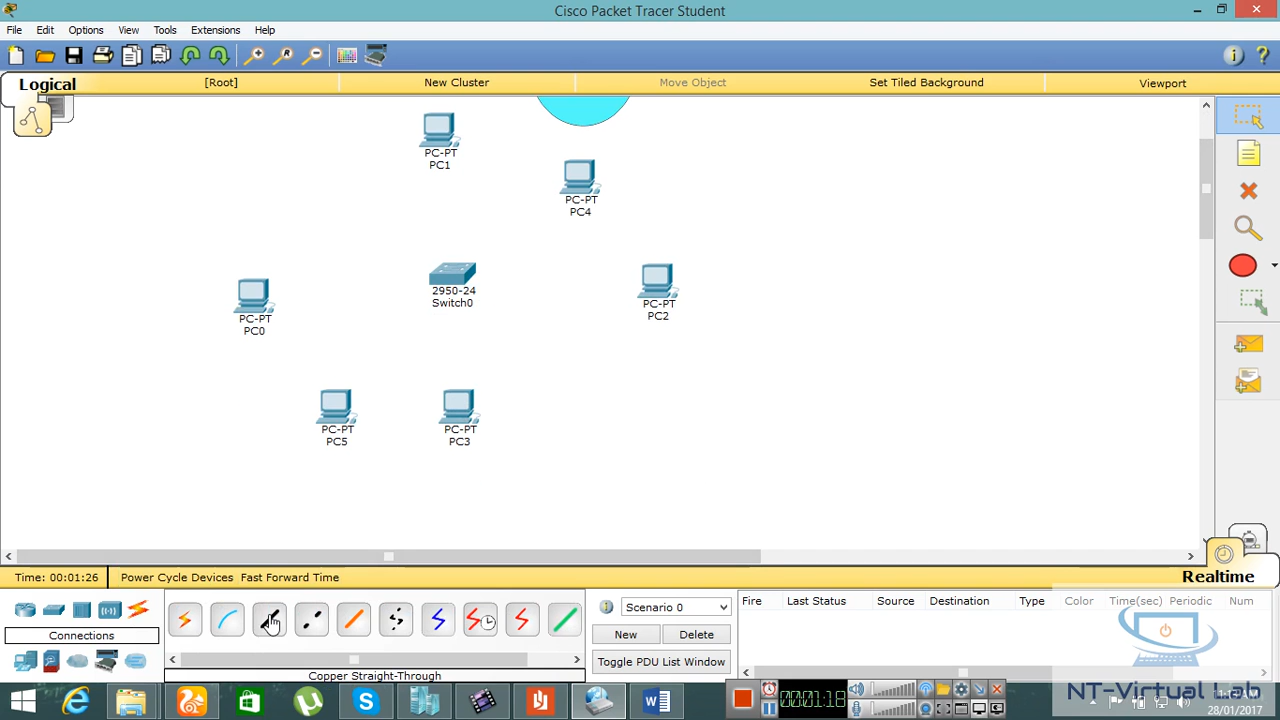 Cisco Packet Tracer Student
File Edit Options View Tools Extensions Help
Logical [Root] New Cluster Move Object Set Tiled Background Viewport
PC-PT
PC1
PC-PT
PC4
2950-24
Switch0
PC-PT
PC2
PC-PT
PC0
PC-PT
PC5
PC-PT
PC3
Time: 00:01:26 Power Cycle Devices Fast Forward Time
Realtime
Scenario 0
Fire Last Status Source Destination Type Color Time(sec) Periodic Num
Connections
New Delete
Toggle PDU List Window
Copper Straight-Through
00:01:18
NT-Virtual Lab
28/01/2017